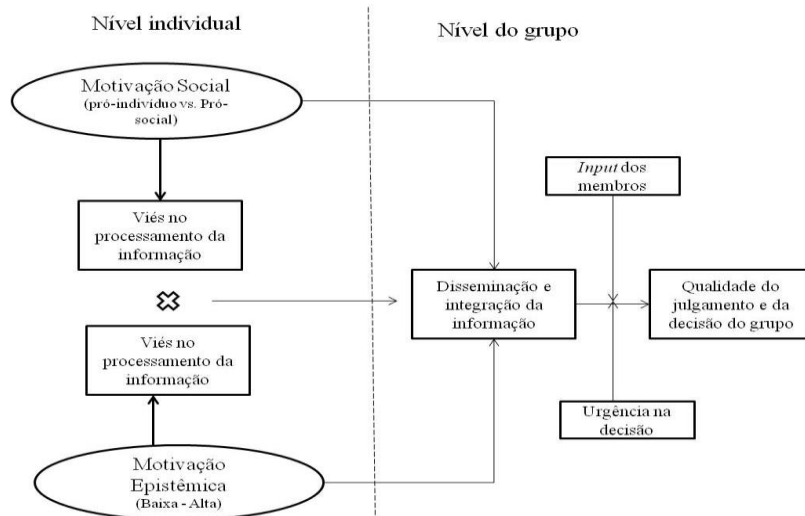 Nível individual
Nível do grupo
Motivação Social
(pró-indivíduo vs. Pró-
social)
Viés no
processamento da
informação
Viés no
processamento da
informação
Motivação
Epistêmica
(Baixa - Alta)
Input dos
membros
Disseminação e
integração da
informação
Qualidade do
julgamento e da
decisão do grupo
Urgência na
decisão